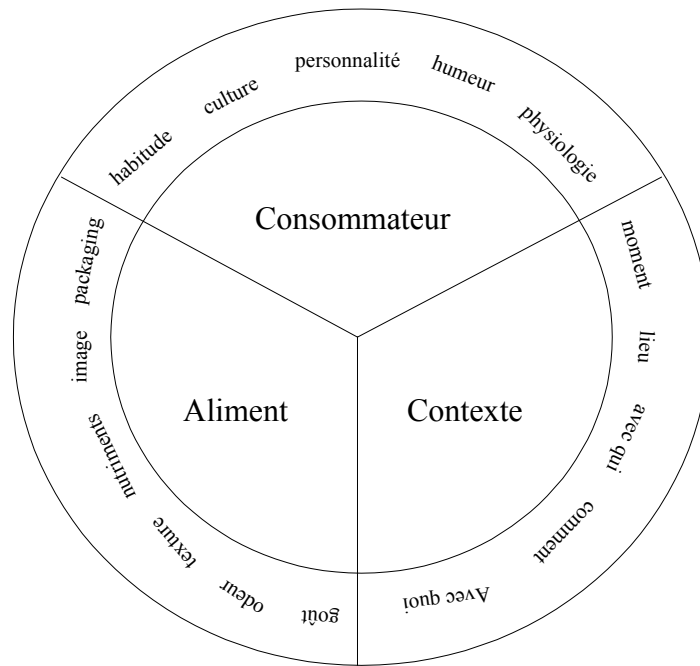 habitude
culture
personnalité
humeur
physiologie
Consommateur
packaging
image
nutriments
texture
odeur
goût
Aliment
Contexte
moment
lieu
avec qui
comment
Avec quoi